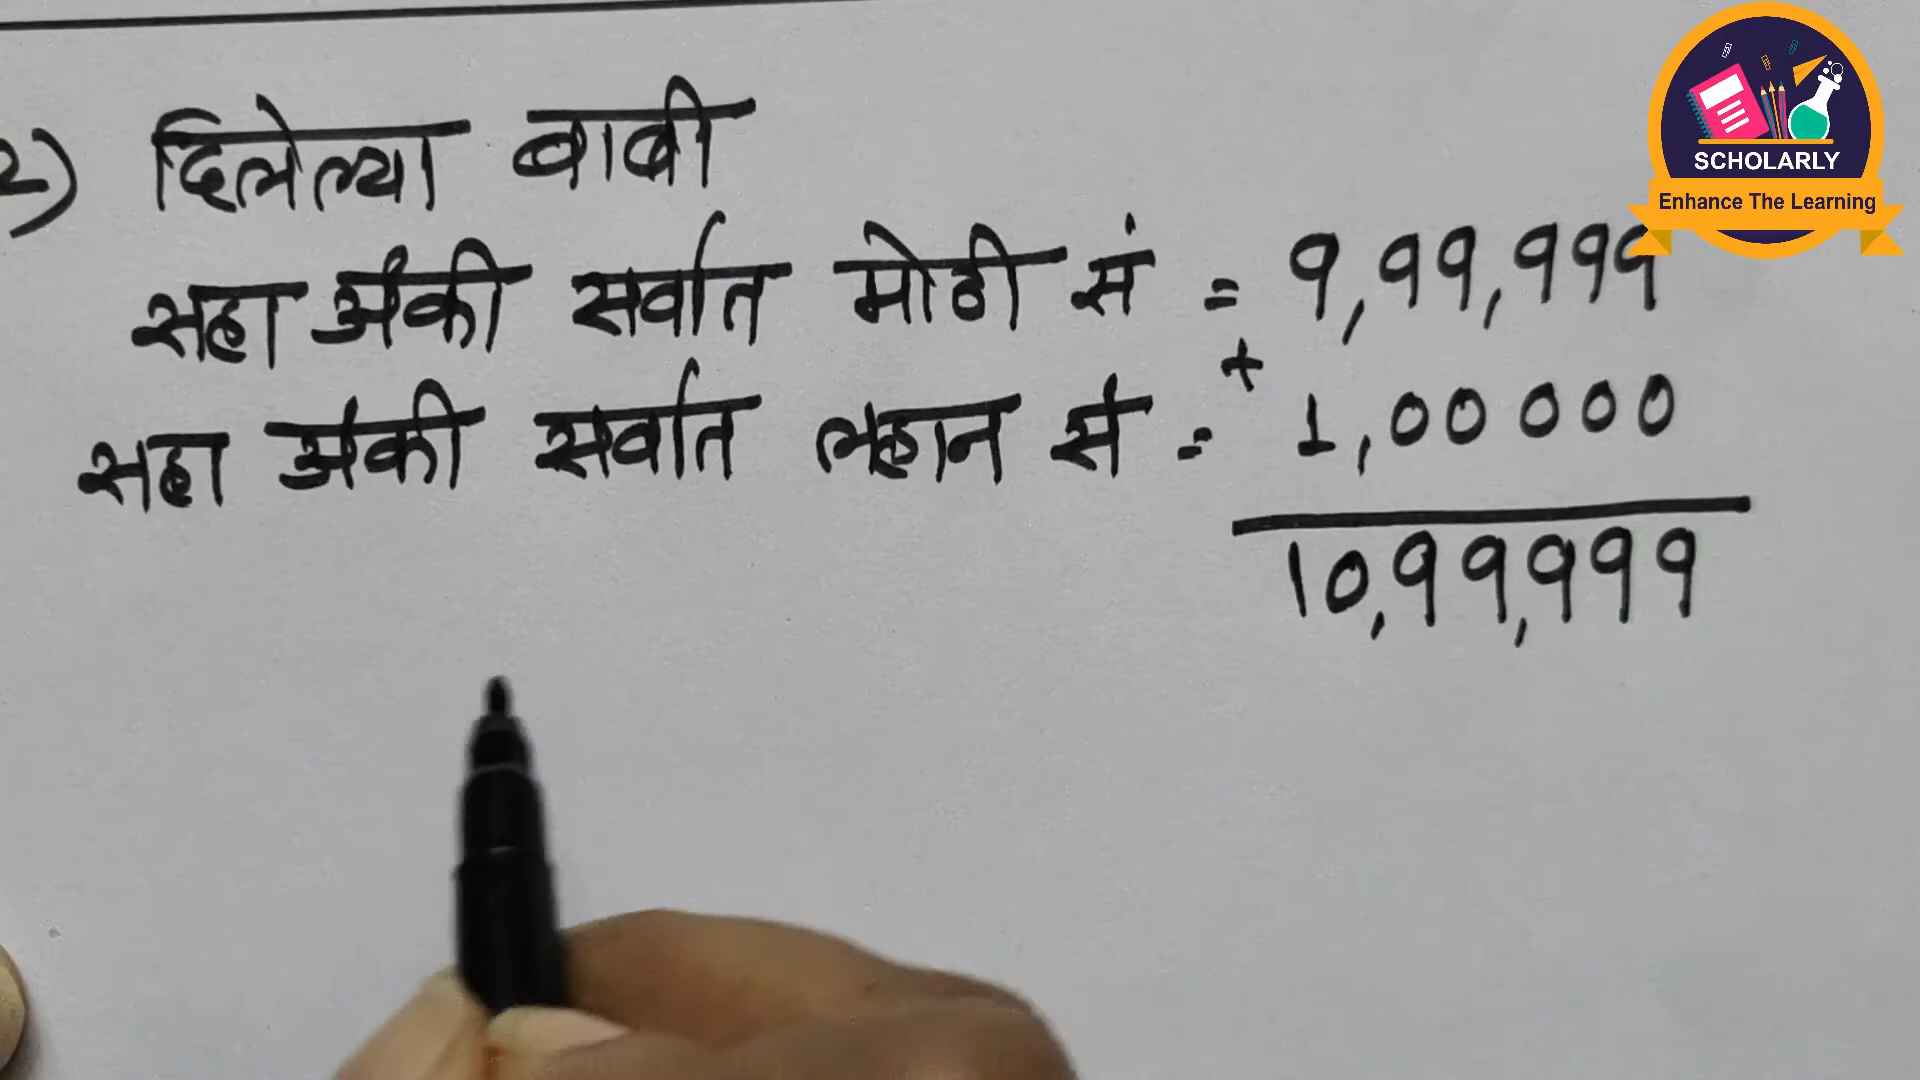 2) दिलेल्या बाबी
सहा अंकी सर्वात मोठी सं = 9,99,999
+
सहा अंकी सर्वात लहान सं = 1,00000
10,99,999
SCHOLARLY
Enhance The Learning